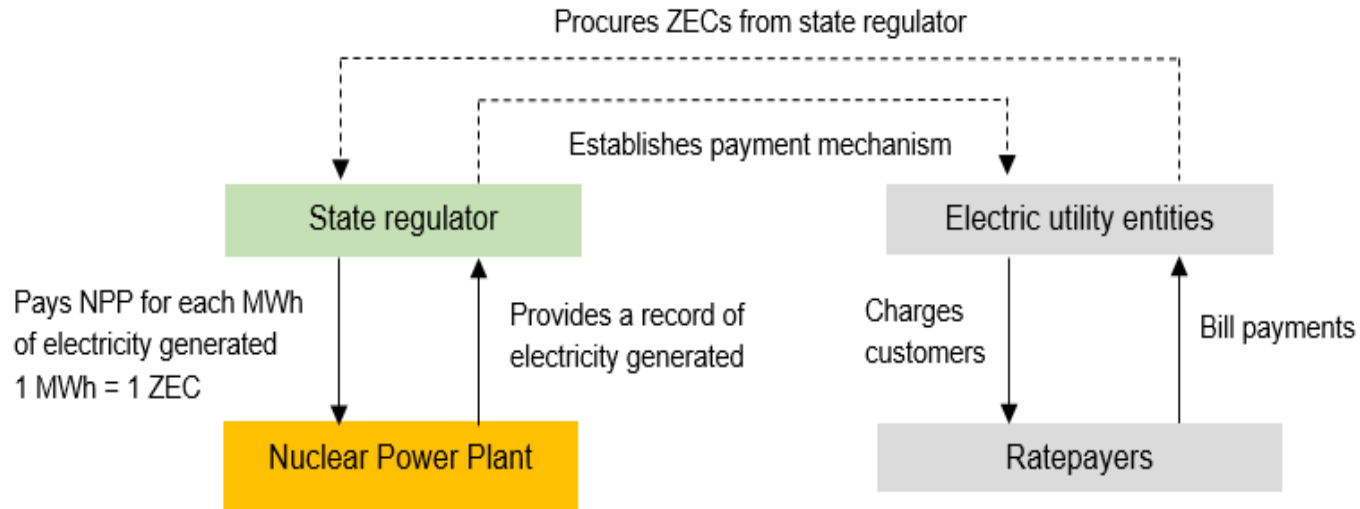 Procures ZECs from state regulator
Establishes payment mechanism
State regulator
Electric utility entities
Pays NPP for each MWh
of electricity generated
1 MWh = 1 ZEC
Provides a record of
electricity generated
Charges
customers
Bill payments
Nuclear Power Plant
Ratepayers